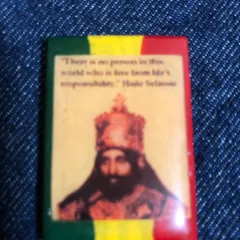 "There is no person in this
world who is free from life's
responsibility." Haile Selassie